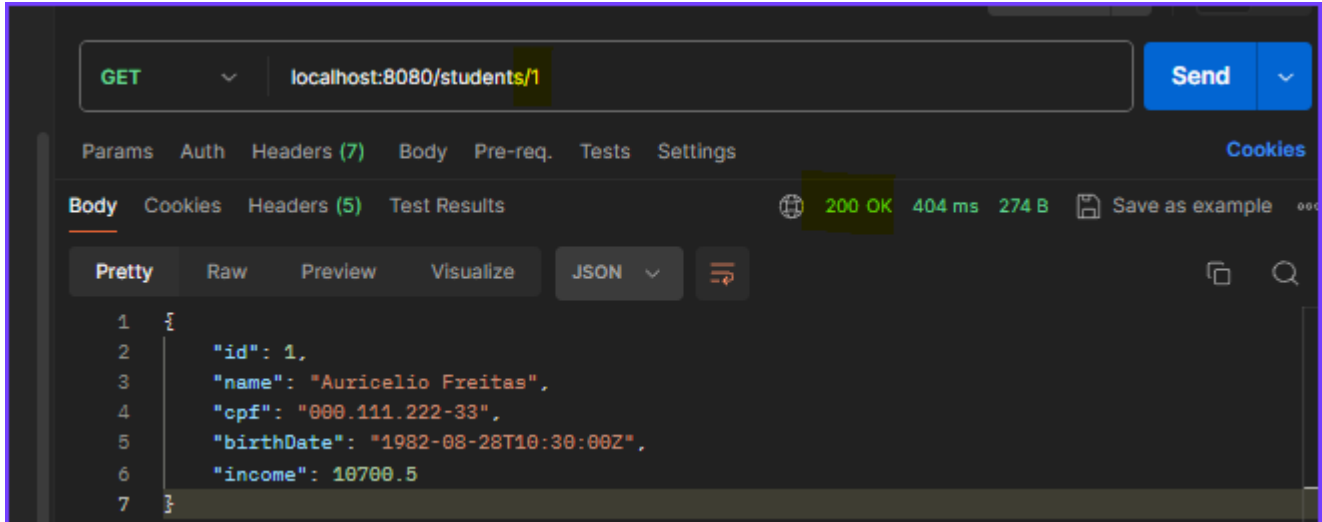 GET localhost:8080/students/1 Send
Params Auth Headers (7) Body Pre-req. Tests Settings Cookies
Body Cookies Headers (5) Test Results 200 OK 404 ms 274 B Save as example
Pretty Raw Preview Visualize JSON
1 {
2 "id": 1,
3 "name": "Auricelio Freitas",
4 "cpf": "000.111.222-33",
5 "birthDate": "1982-08-28T10:30:00Z",
6 "income": 10700.5
7 }